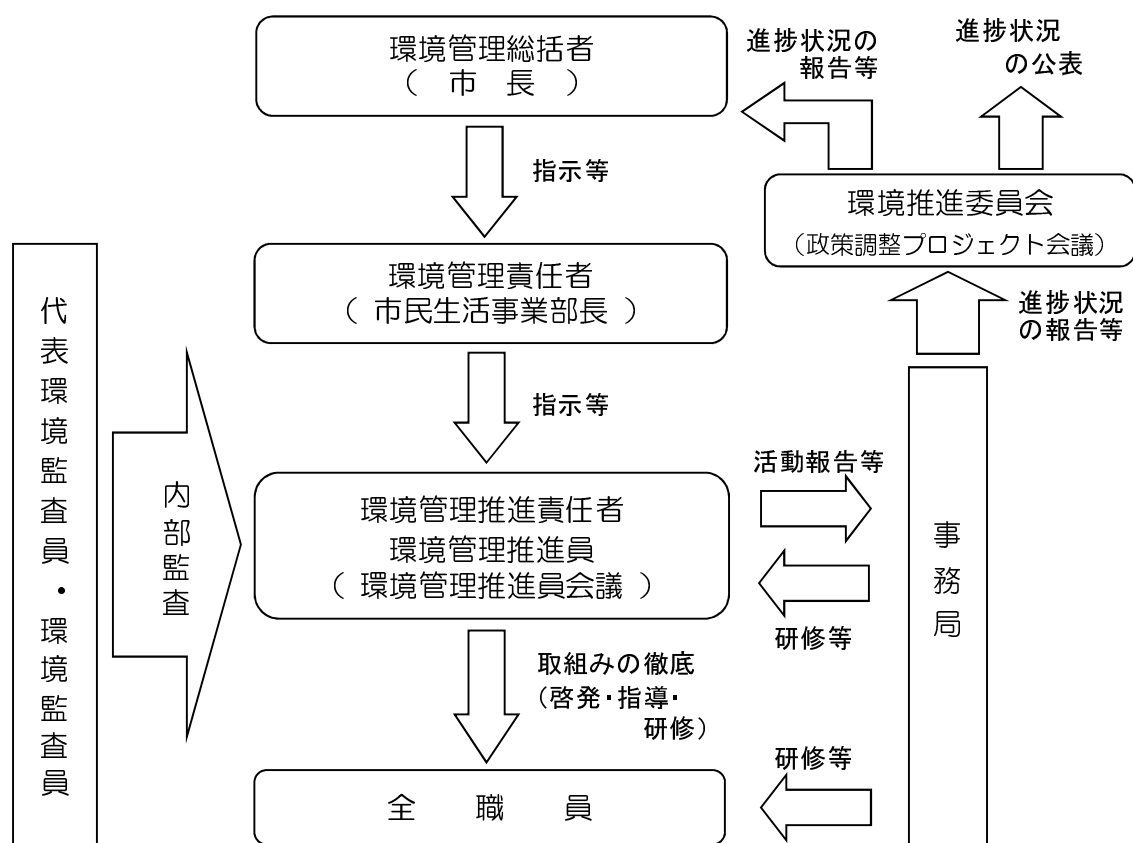 環境管理総括者
（　市　長　）
進捗状況の
報告等
進捗状況
の公表
指示等
環境推進委員会
（政策調整プロジェクト会議）
環境管理責任者
（ 市民生活事業部長 ）
進捗状況
の報告等
代表環境監査員・環境監査員
指示等
内部監査
環境管理推進責任者
環境管理推進員
（ 環境管理推進員会議 ）
活動報告等
研修等
事務局
取組みの徹底
（啓発・指導・
研修）
研修等
全　職　員